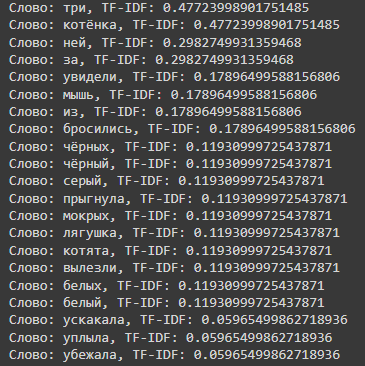 Слово: три, TF-IDF: 0.47723998901751485
Слово: котёнка, TF-IDF: 0.47723998901751485
Слово: ней, TF-IDF: 0.2982749931359468
Слово: за, TF-IDF: 0.2982749931359468
Слово: увидели, TF-IDF: 0.17896499588156806
Слово: мышь, TF-IDF: 0.17896499588156806
Слово: из, TF-IDF: 0.17896499588156806
Слово: бросились, TF-IDF: 0.17896499588156806
Слово: чёрных, TF-IDF: 0.11930999725437871
Слово: чёрный, TF-IDF: 0.11930999725437871
Слово: серый, TF-IDF: 0.11930999725437871
Слово: прыгнула, TF-IDF: 0.11930999725437871
Слово: мокрых, TF-IDF: 0.11930999725437871
Слово: лягушка, TF-IDF: 0.11930999725437871
Слово: котята, TF-IDF: 0.11930999725437871
Слово: вылезли, TF-IDF: 0.11930999725437871
Слово: белых, TF-IDF: 0.11930999725437871
Слово: белый, TF-IDF: 0.11930999725437871
Слово: ускакала, TF-IDF: 0.05965499862718936
Слово: уплыла, TF-IDF: 0.05965499862718936
Слово: убежала, TF-IDF: 0.05965499862718936